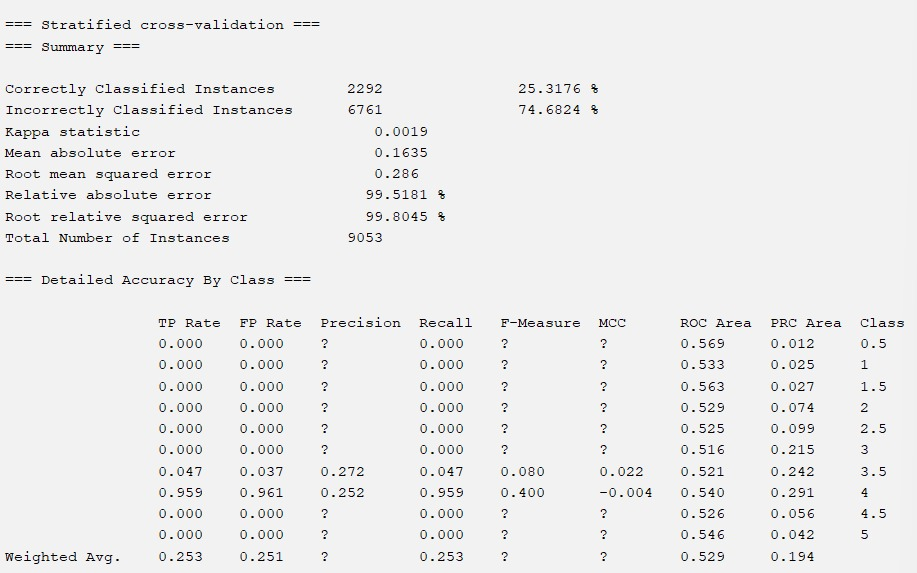 === Stratified cross-validation ===
=== Summary ===
Correctly Classified Instances 2292 25.3176 %
Incorrectly Classified Instances 6761 74.6824 %
Kappa statistic 0.0019
Mean absolute error 0.1635
Root mean squared error 0.286
Relative absolute error 99.5181 %
Root relative squared error 99.8045 %
Total Number of Instances 9053
=== Detailed Accuracy By Class ===
TP Rate FP Rate Precision Recall F-Measure MCC ROC Area PRC Area Class
0.000 0.000 ? 0.000 ? ? 0.569 0.012 0.5
0.000 0.000 ? 0.000 ? ? 0.533 0.025 1
0.000 0.000 ? 0.000 ? ? 0.563 0.027 1.5
0.000 0.000 ? 0.000 ? ? 0.529 0.074 2
0.000 0.000 ? 0.000 ? ? 0.525 0.099 2.5
0.000 0.000 ? 0.000 ? ? 0.516 0.215 3
0.047 0.037 0.272 0.047 0.080 0.022 0.521 0.242 3.5
0.959 0.961 0.252 0.959 0.400 -0.004 0.540 0.291 4
0.000 0.000 ? 0.000 ? ? 0.526 0.056 4.5
0.000 0.000 ? 0.000 ? ? 0.546 0.042 5
Weighted Avg. 0.253 0.251 ? 0.253 ? ? 0.529 0.194